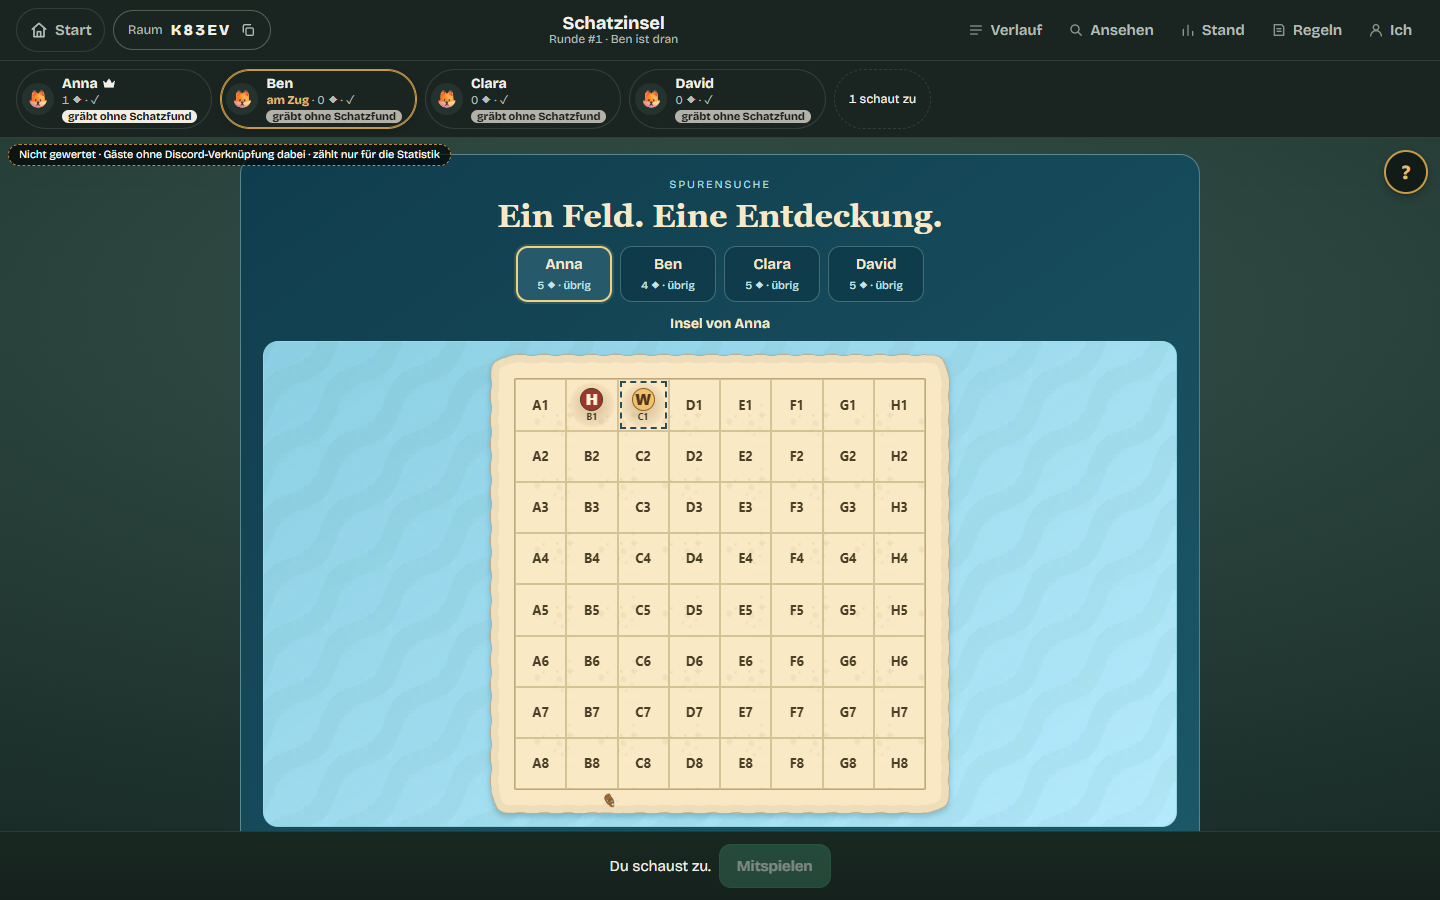 Start
Raum K83EV
Schatzinsel
Runde #1 · Ben ist dran
Verlauf
Ansehen
Stand
Regeln
Ich
Anna
1 ◆ · ✓
gräbt ohne Schatzfund
Ben
am Zug · 0 ◆ · ✓
gräbt ohne Schatzfund
Clara
0 ◆ · ✓
gräbt ohne Schatzfund
David
0 ◆ · ✓
gräbt ohne Schatzfund
1 schaut zu
Nicht gewertet · Gäste ohne Discord-Verknüpfung dabei · zählt nur für die Statistik
?
SPURENSUCHE
Ein Feld. Eine Entdeckung.
Anna
5 ◆ · übrig
Ben
4 ◆ · übrig
Clara
5 ◆ · übrig
David
5 ◆ · übrig
Insel von Anna
A1 H B1 W C1 D1 E1 F1 G1 H1
A2 B2 C2 D2 E2 F2 G2 H2
A3 B3 C3 D3 E3 F3 G3 H3
A4 B4 C4 D4 E4 F4 G4 H4
A5 B5 C5 D5 E5 F5 G5 H5
A6 B6 C6 D6 E6 F6 G6 H6
A7 B7 C7 D7 E7 F7 G7 H7
A8 B8 C8 D8 E8 F8 G8 H8
Du schaust zu. Mitspielen